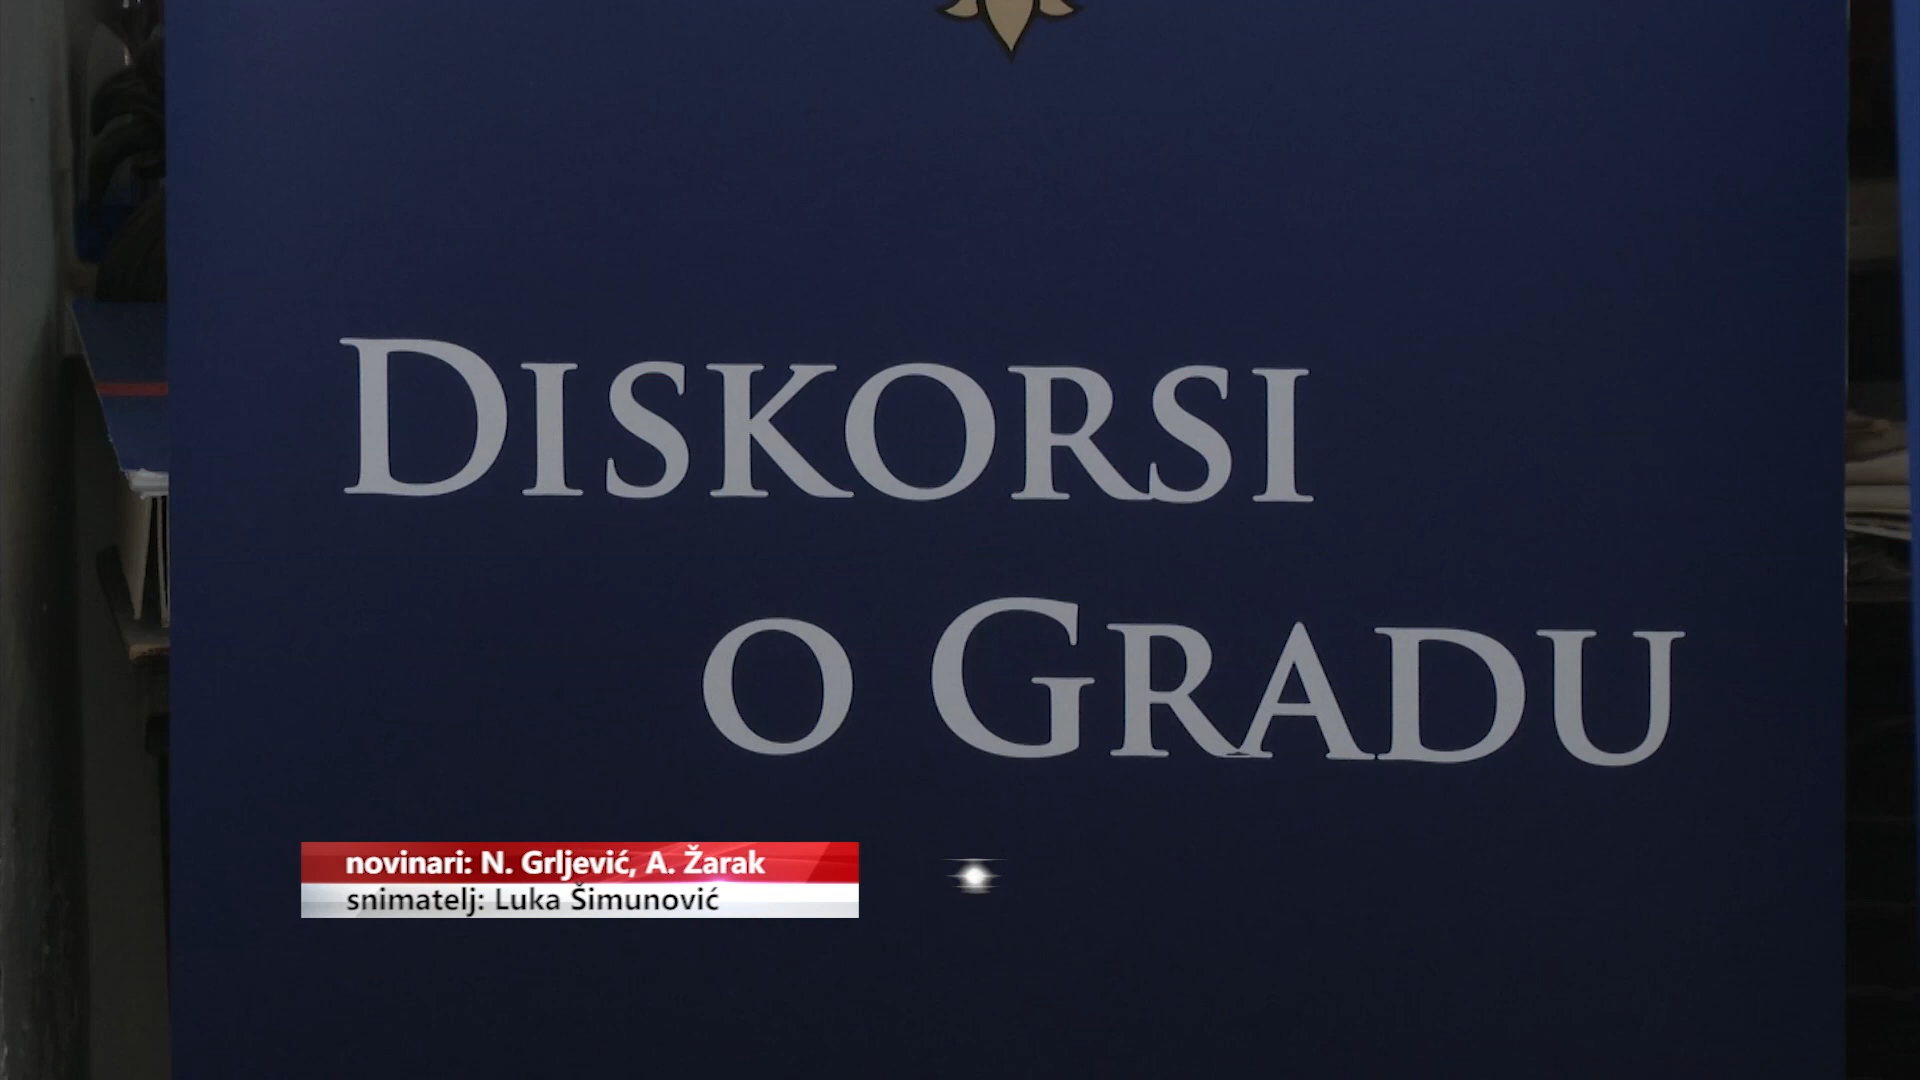 DISKORSI
O GRADU
novinari: N. Grljević, A. Žarak
snimatelj: Luka Šimunović